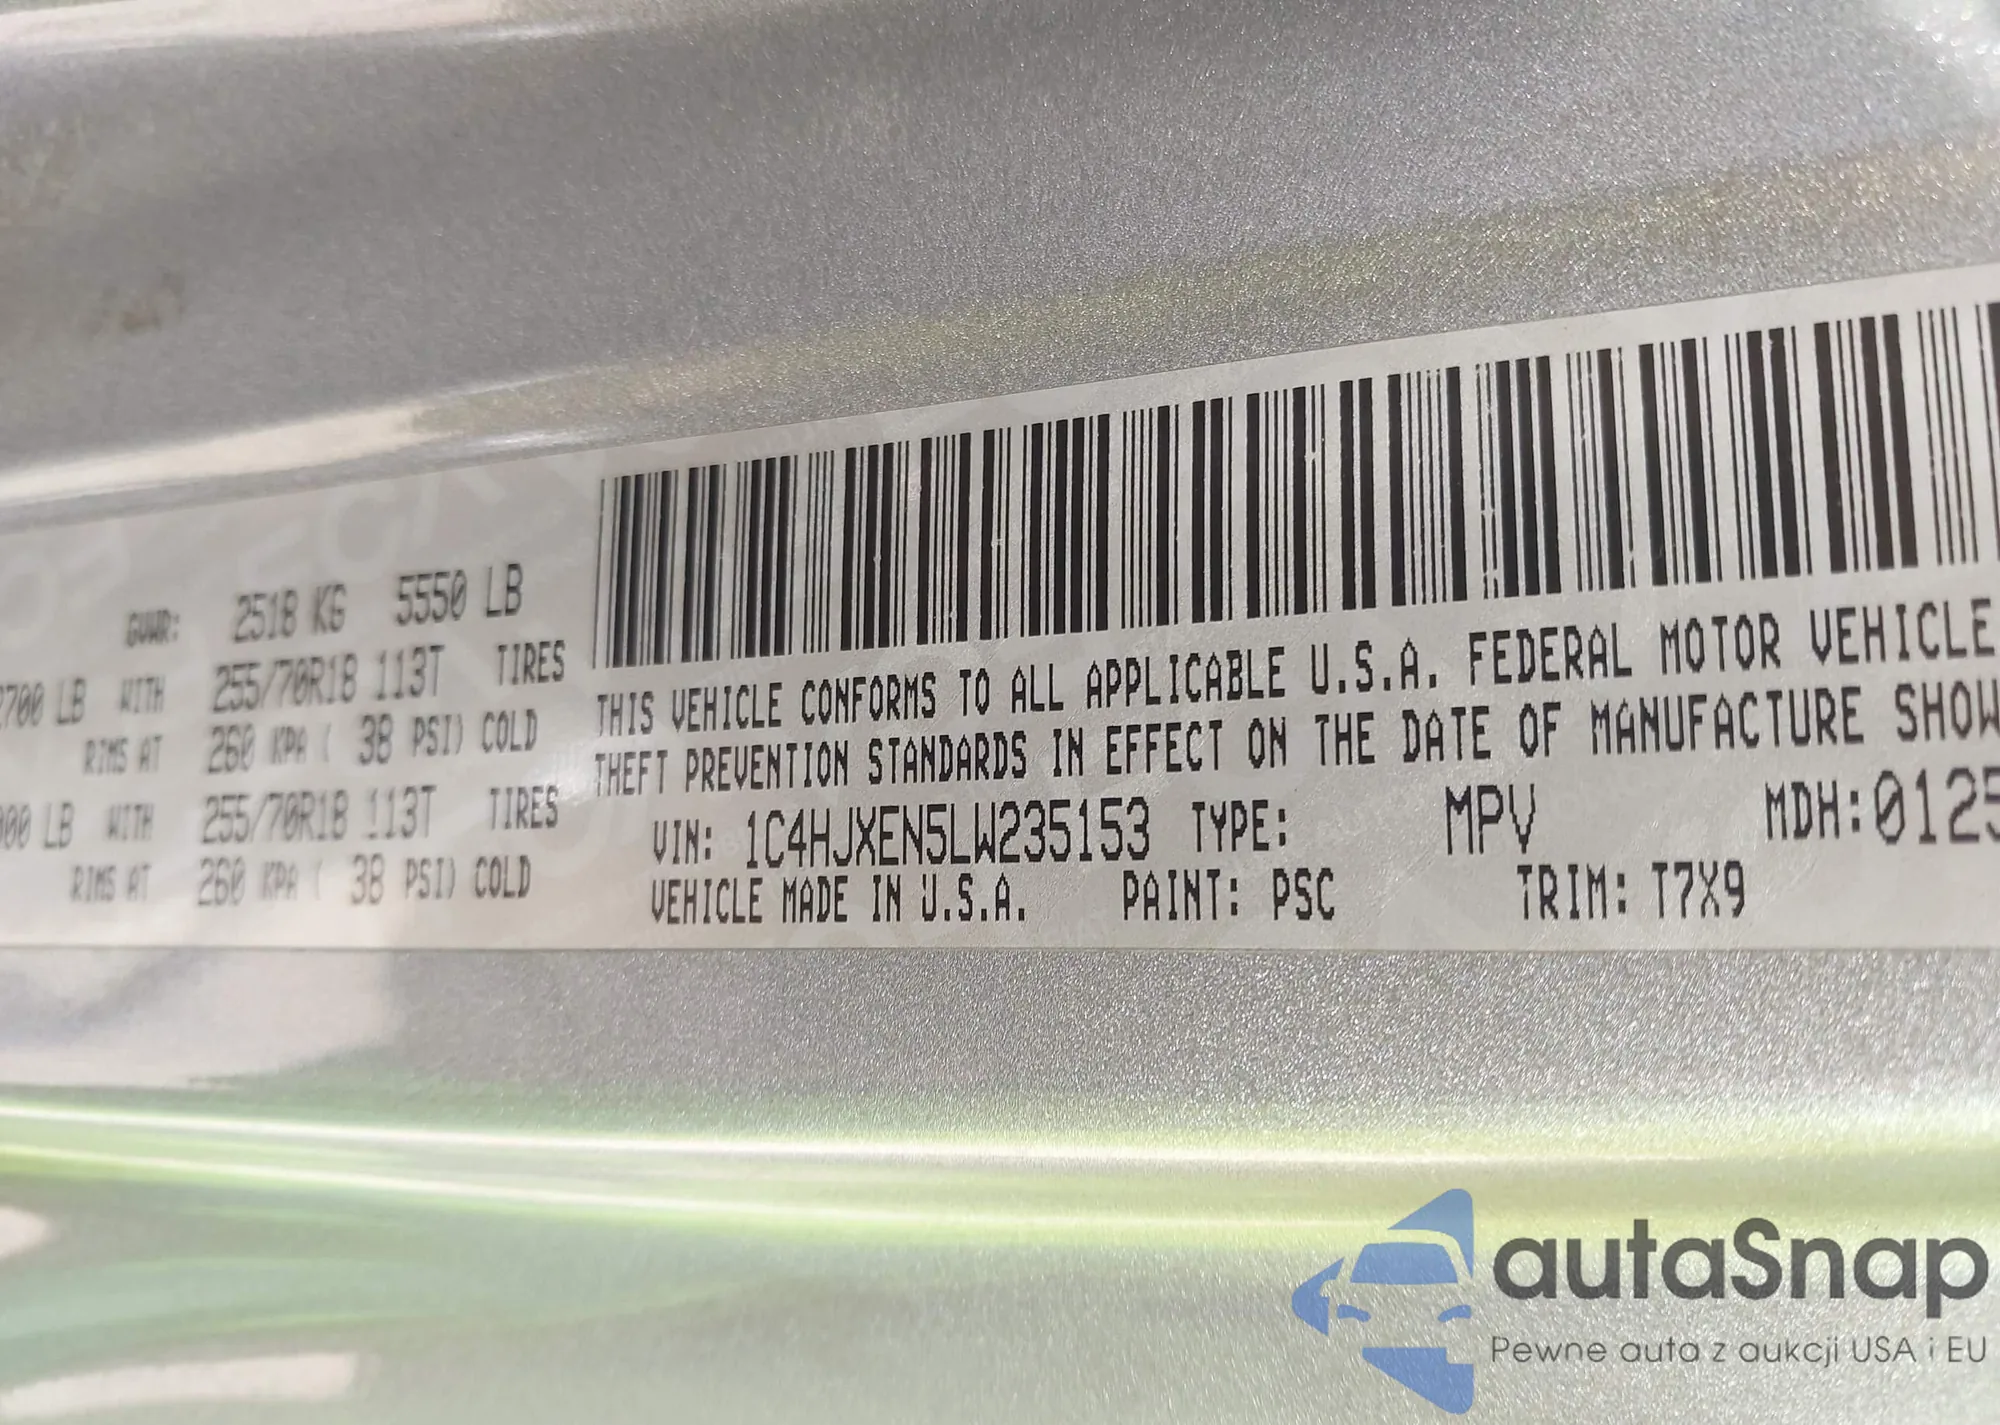 GVWR: 2518 KG 5550 LB
2700 LB WITH 255/70R18 113T TIRES
RIMS AT 260 KPA ( 38 PSI) COLD
LB WITH 255/70R18 113T TIRES
RIMS AT 260 KPA ( 38 PSI) COLD
THIS VEHICLE CONFORMS TO ALL APPLICABLE U.S.A. FEDERAL MOTOR VEHICLE
THEFT PREVENTION STANDARDS IN EFFECT ON THE DATE OF MANUFACTURE SHOW
VIN: 1C4HJXEN5LW235153 TYPE: MPV MDH:0125
VEHICLE MADE IN U.S.A. PAINT: PSC TRIM: T7X9
autaSnap
Pewne auta z aukcji USA i EU